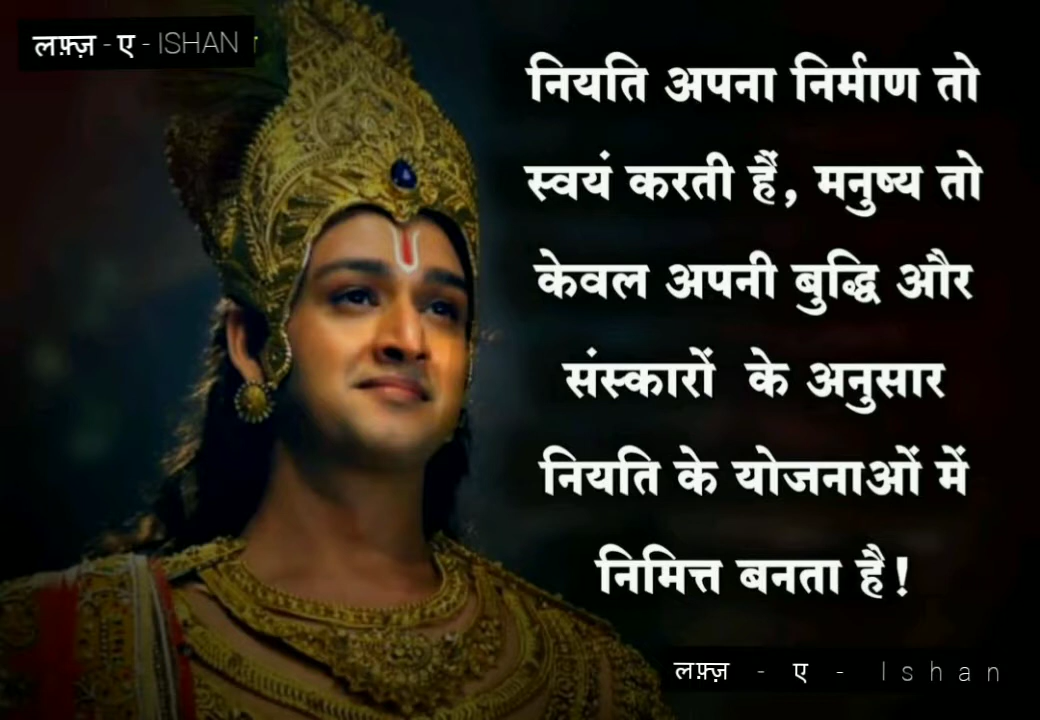 लफ़्ज़ - ए - ISHAN
नियति अपना निर्माण तो
स्वयं करती हैं, मनुष्य तो
केवल अपनी बुद्धि और
संस्कारों के अनुसार
नियति के योजनाओं में
निमित्त बनता है!
लफ़्ज़ - ए - Ishan